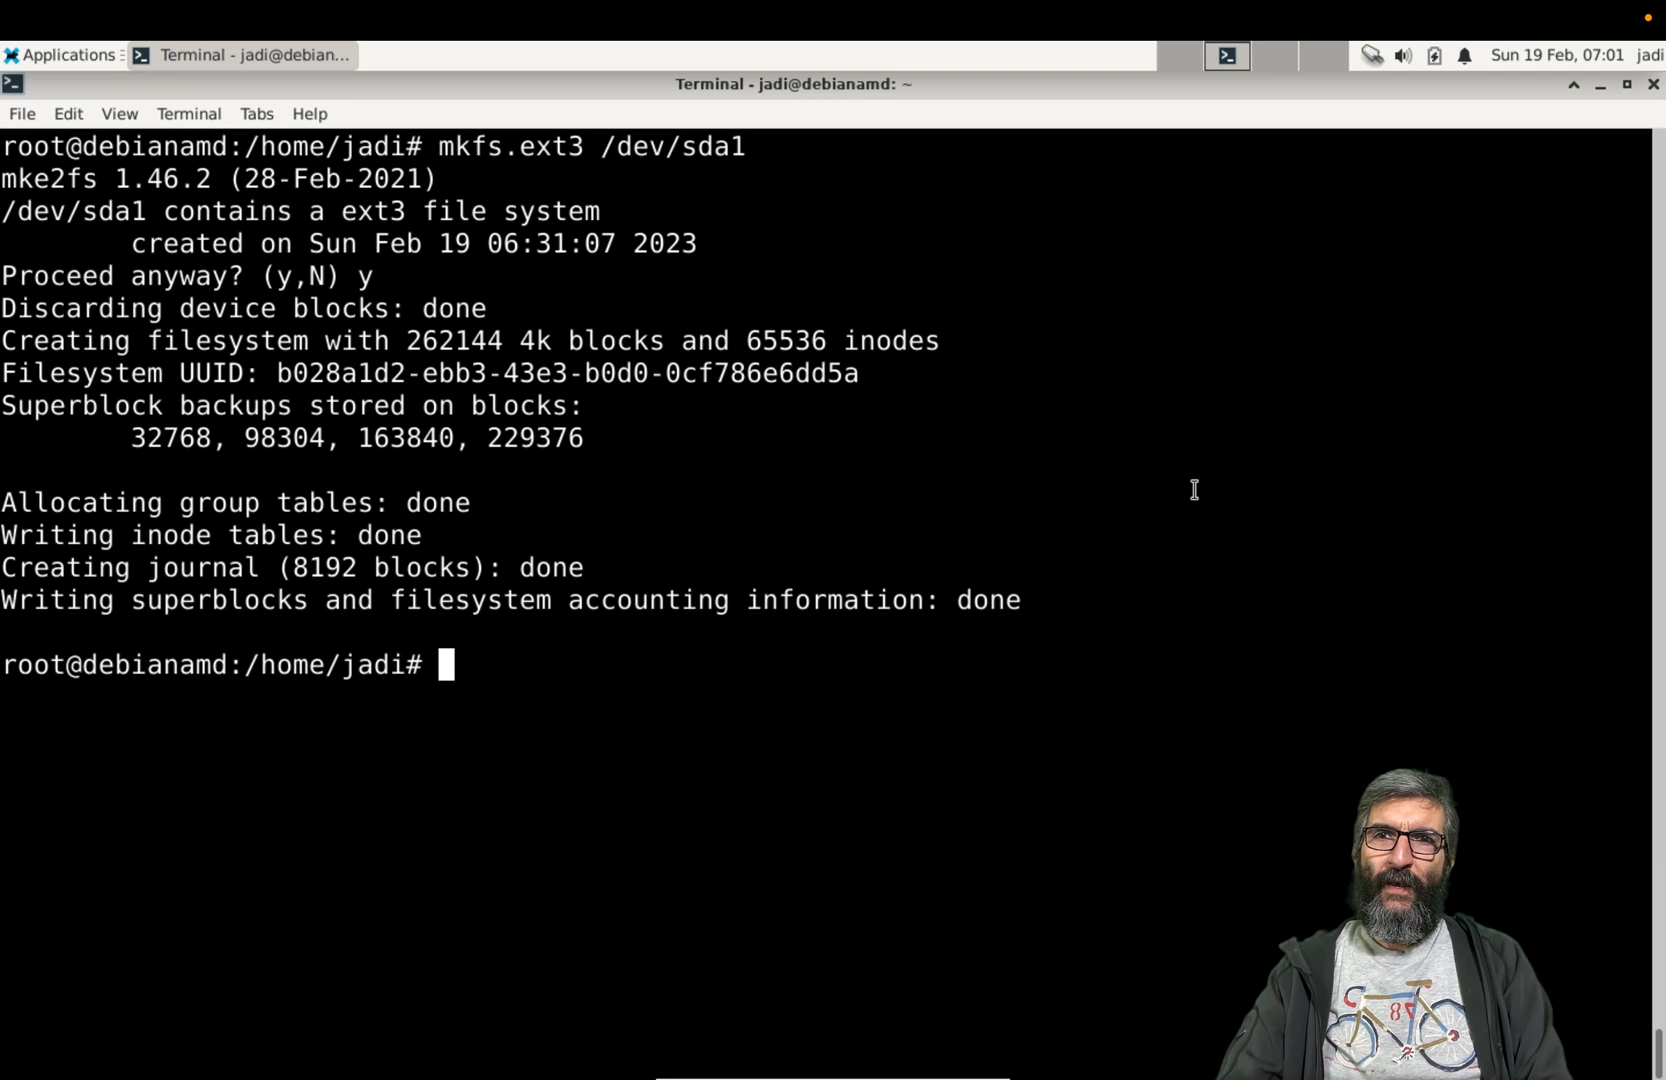 Applications Terminal - jadi@debian... Sun 19 Feb, 07:01 jadi
Terminal - jadi@debianamd: ~
File Edit View Terminal Tabs Help
root@debianamd:/home/jadi# mkfs.ext3 /dev/sda1
mke2fs 1.46.2 (28-Feb-2021)
/dev/sda1 contains a ext3 file system
        created on Sun Feb 19 06:31:07 2023
Proceed anyway? (y,N) y
Discarding device blocks: done
Creating filesystem with 262144 4k blocks and 65536 inodes
Filesystem UUID: b028a1d2-ebb3-43e3-b0d0-0cf786e6dd5a
Superblock backups stored on blocks:
        32768, 98304, 163840, 229376
Allocating group tables: done
Writing inode tables: done
Creating journal (8192 blocks): done
Writing superblocks and filesystem accounting information: done
root@debianamd:/home/jadi#